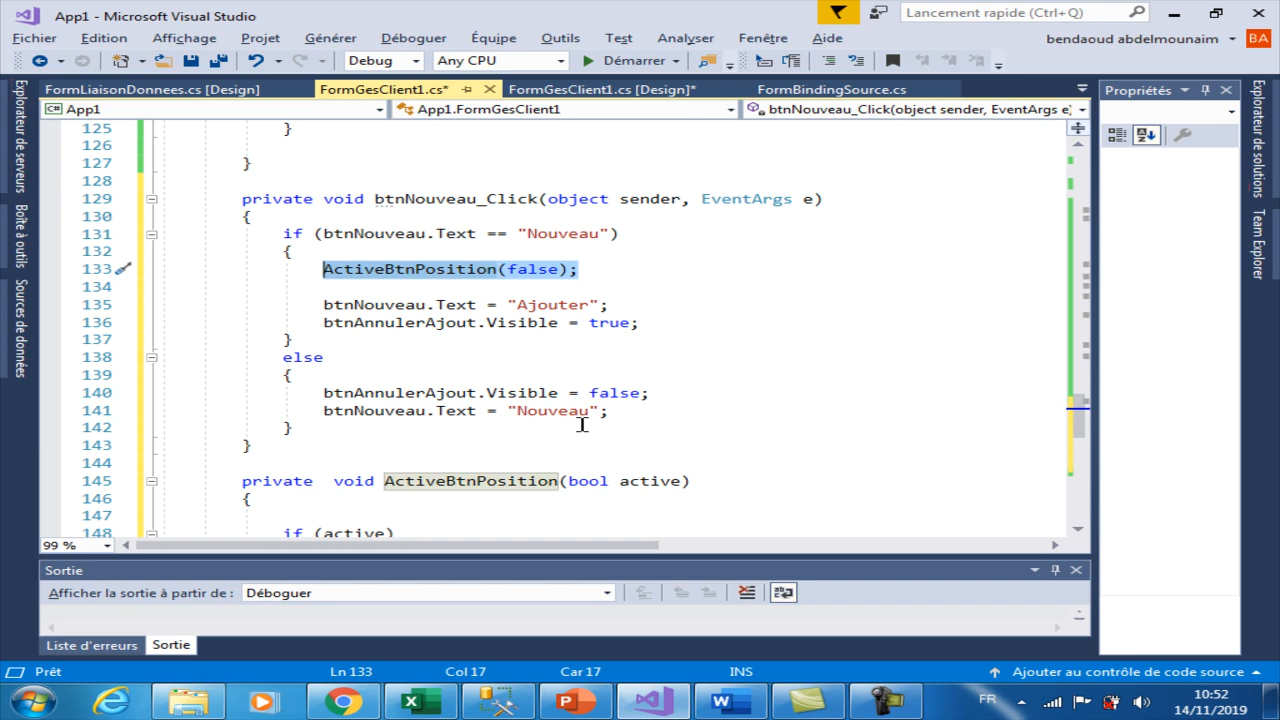 App1 - Microsoft Visual Studio
Lancement rapide (Ctrl+Q)
Fichier Edition Affichage Projet Générer Déboguer Équipe Outils Test Analyser Fenêtre Aide
bendaoud abdelmounaim BA
Debug Any CPU Démarrer
FormLiaisonDonnees.cs [Design] FormGesClient1.cs* FormGesClient1.cs [Design]* FormBindingSource.cs
App1 App1.FormGesClient1 btnNouveau_Click(object sender, EventArgs e)
Propriétés
Explorateur de serveurs
Boîte à outils
Sources de données
Explorateur de solutions
Team Explorer
125 }
126
127 }
128
129 private void btnNouveau_Click(object sender, EventArgs e)
130 {
131 if (btnNouveau.Text == "Nouveau")
132 {
133 ActiveBtnPosition(false);
134
135 btnNouveau.Text = "Ajouter";
136 btnAnnulerAjout.Visible = true;
137 }
138 else
139 {
140 btnAnnulerAjout.Visible = false;
141 btnNouveau.Text = "Nouveau";
142 }
143 }
144
145 private  void ActiveBtnPosition(bool active)
146 {
147
148 if (active)
99 %
Sortie
Afficher la sortie à partir de : Déboguer
Liste d'erreurs Sortie
Prêt Ln 133 Col 17 Car 17 INS Ajouter au contrôle de code source
FR 10:52
14/11/2019